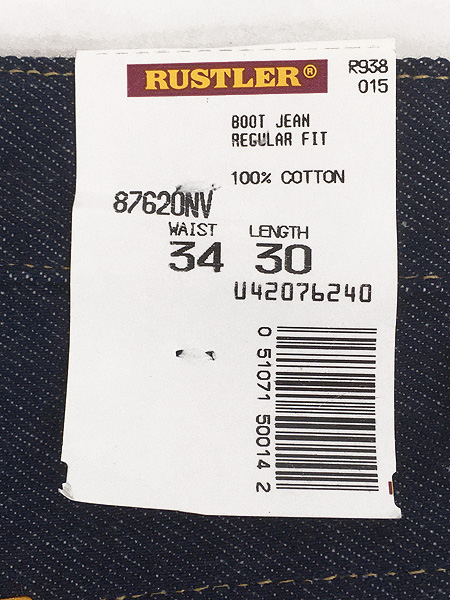 RUSTLER®
R938
015
BOOT JEAN
REGULAR FIT
100% COTTON
87620NV
WAIST LENGTH
34 30
U42076240
0 51071 50014 2